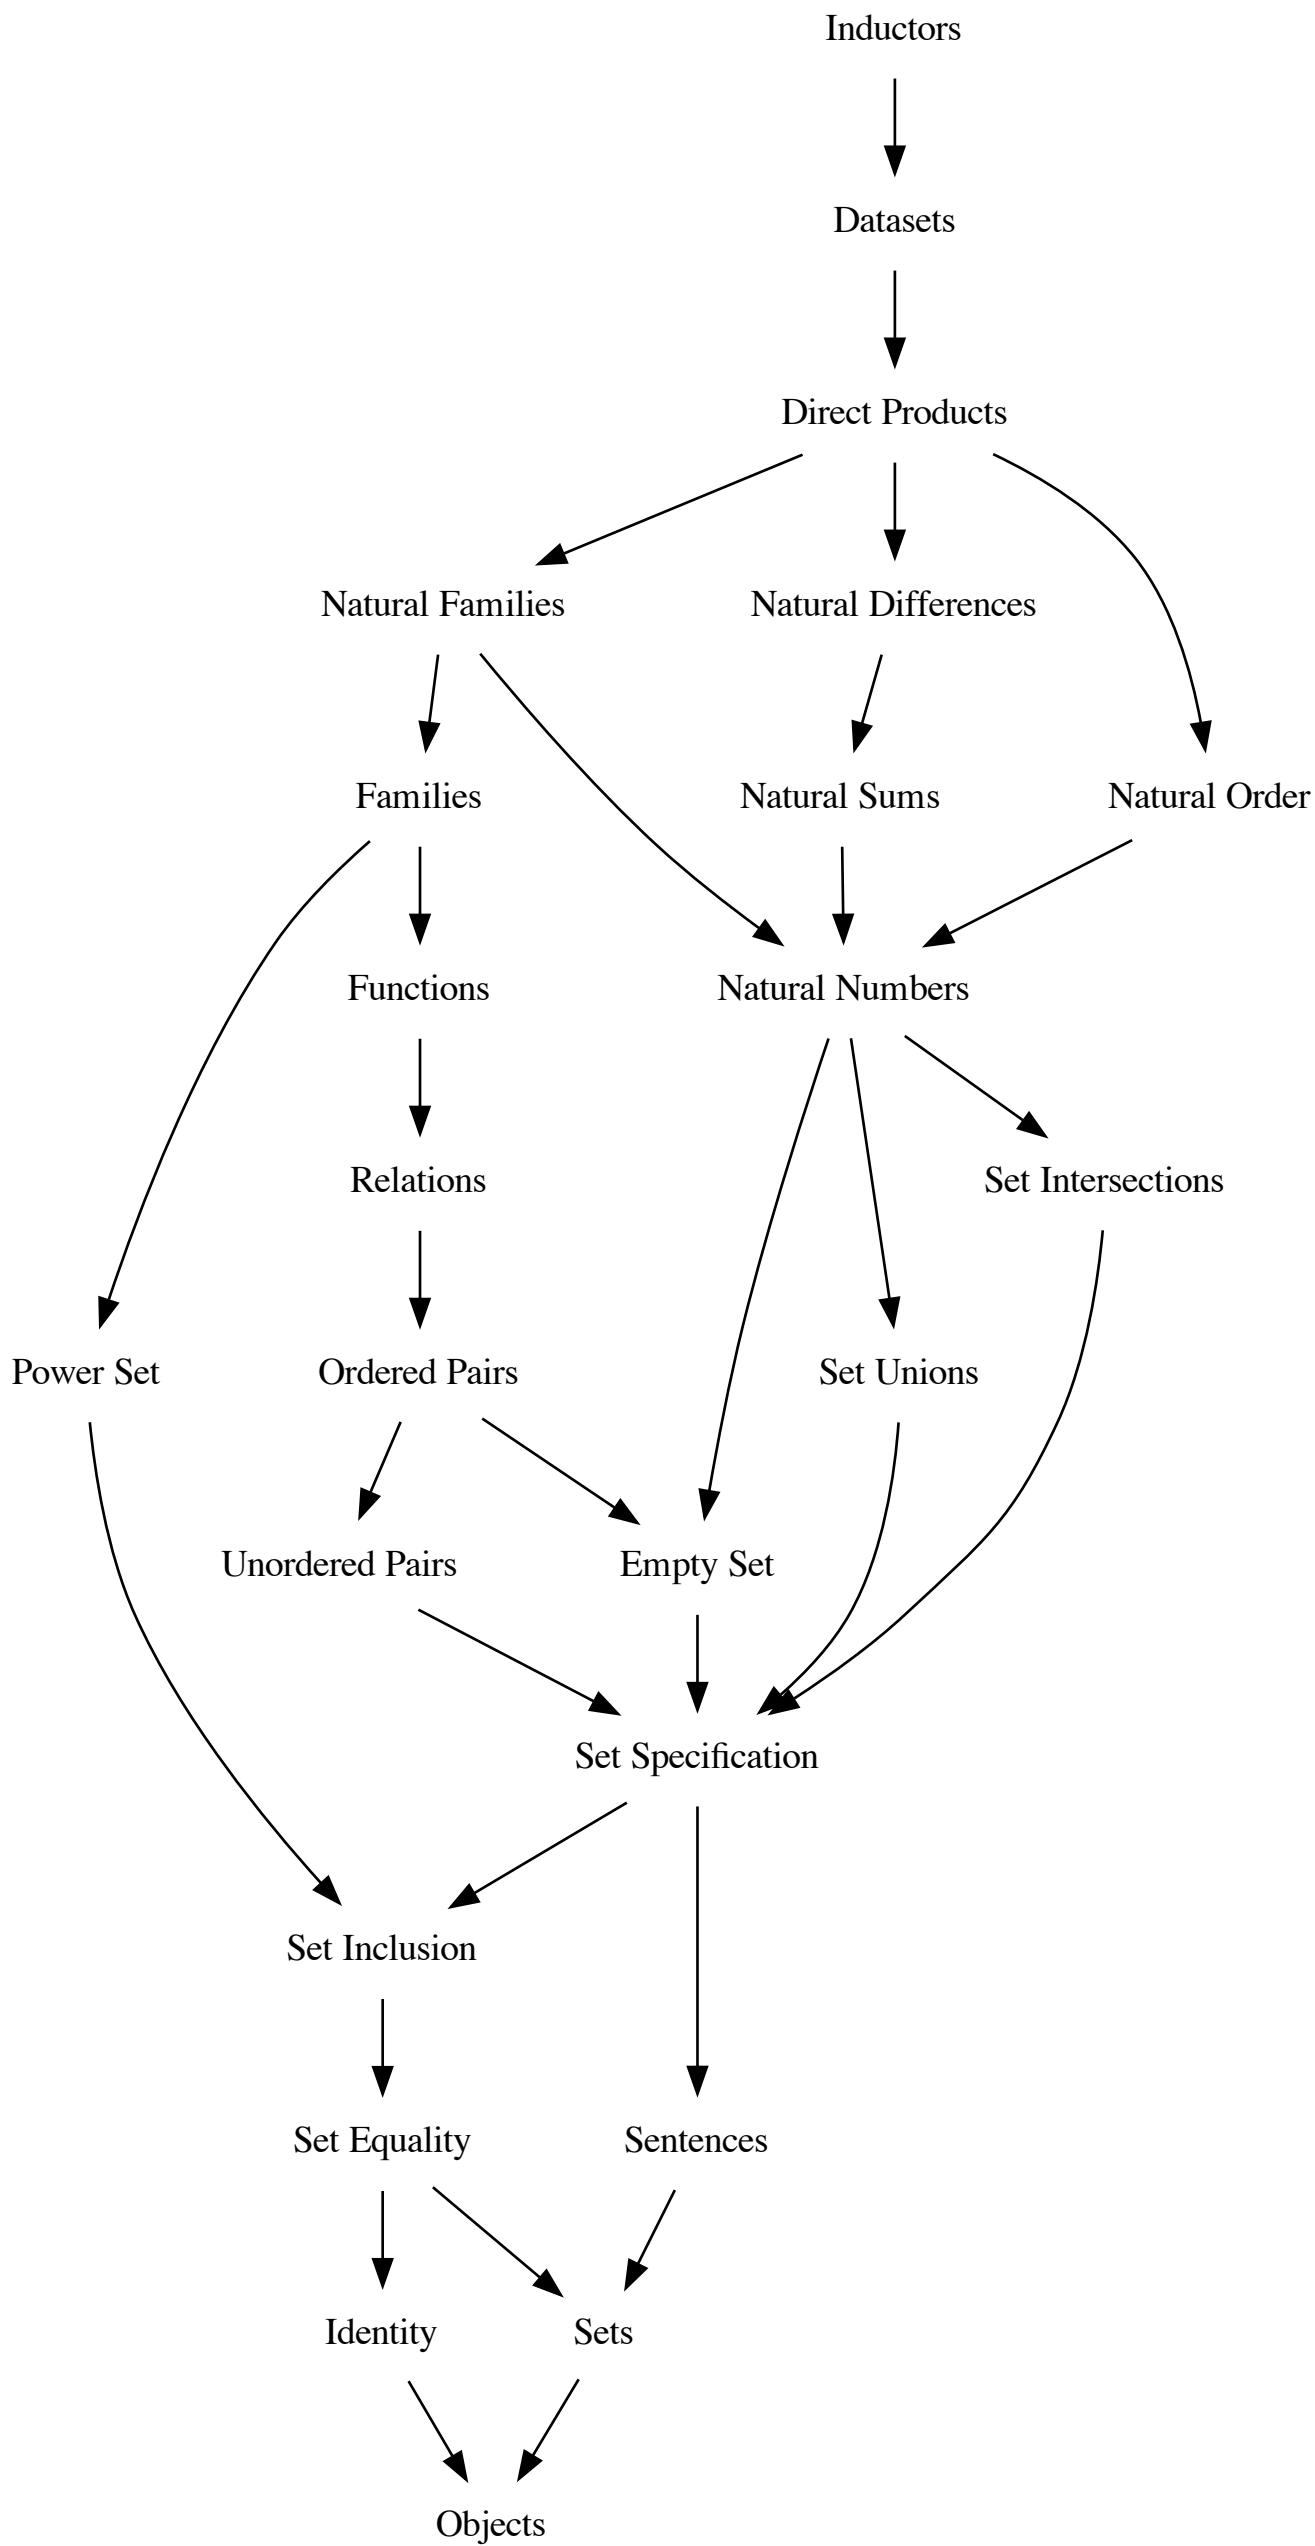 Inductors
Datasets
Direct Products
Natural Families
Natural Differences
Families
Natural Sums
Natural Order
Functions
Natural Numbers
Relations
Set Intersections
Power Set
Ordered Pairs
Set Unions
Unordered Pairs
Empty Set
Set Specification
Set Inclusion
Set Equality
Sentences
Identity
Sets
Objects